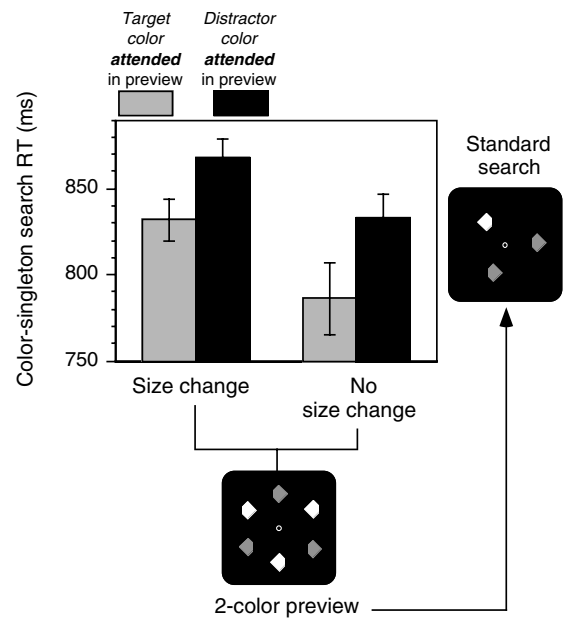 Target
color
attended
in preview
Distractor
color
attended
in preview
Color-singleton search RT (ms)
850
800
750
Size change
No
size change
Standard
search
2-color preview